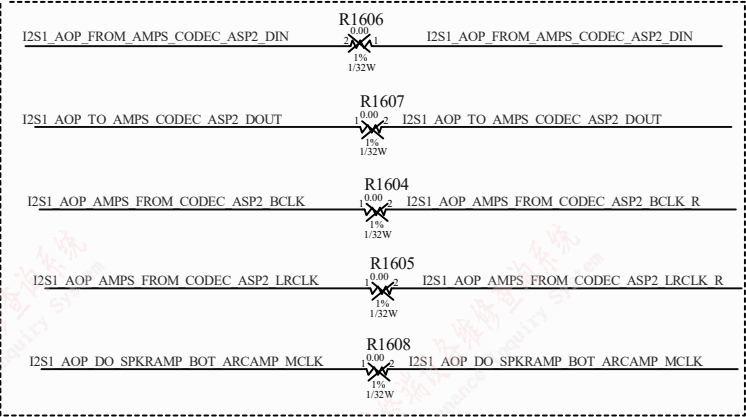 R1606
0.00
I2S1_AOP_FROM_AMPS_CODEC_ASP2_DIN 2 1 I2S1_AOP_FROM_AMPS_CODEC_ASP2_DIN
1%
1/32W
R1607
0.00
I2S1_AOP_TO_AMPS_CODEC_ASP2_DOUT 1 2 I2S1_AOP_TO_AMPS_CODEC_ASP2_DOUT
1%
1/32W
R1604
0.00
I2S1_AOP_AMPS_FROM_CODEC_ASP2_BCLK 1 2 I2S1_AOP_AMPS_FROM_CODEC_ASP2_BCLK_R
1%
1/32W
R1605
0.00
I2S1_AOP_AMPS_FROM_CODEC_ASP2_LRCLK 1 2 I2S1_AOP_AMPS_FROM_CODEC_ASP2_LRCLK_R
1%
1/32W
R1608
0.00
I2S1_AOP_DO_SPKRAMP_BOT_ARCAMP_MCLK 1 2 I2S1_AOP_DO_SPKRAMP_BOT_ARCAMP_MCLK
1%
1/32W